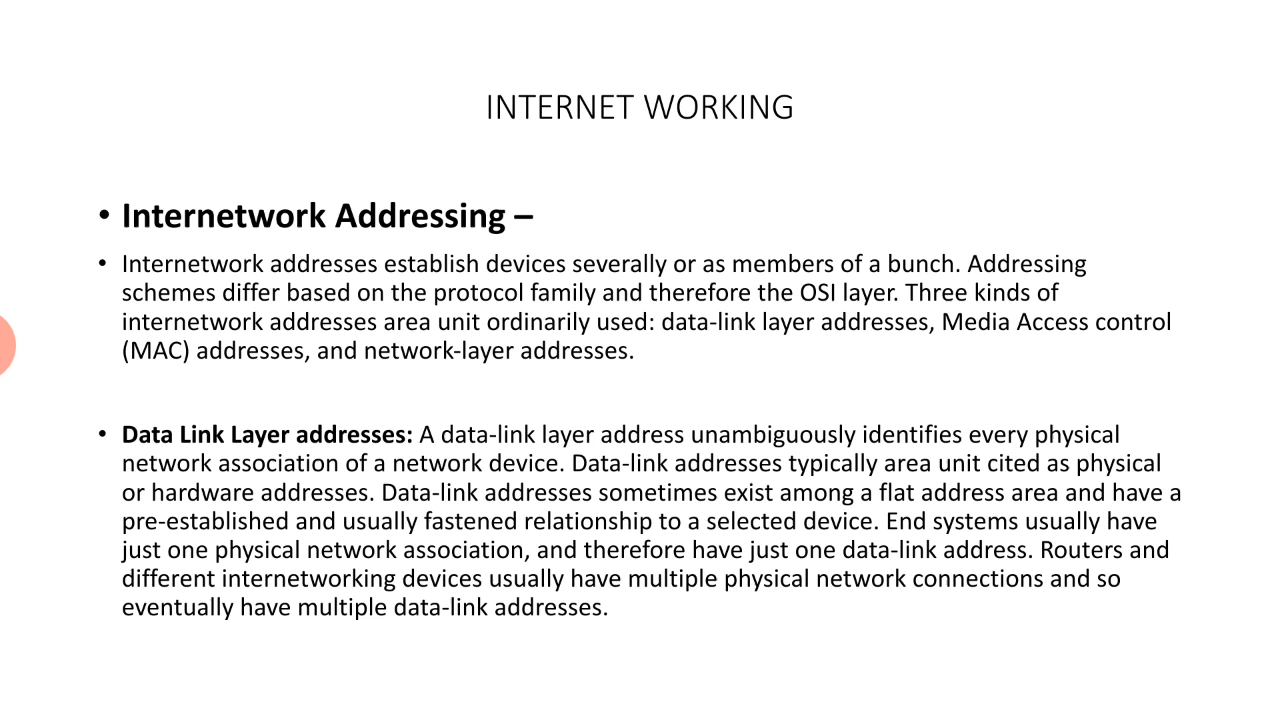 INTERNET WORKING
• Internetwork Addressing –
• Internetwork addresses establish devices severally or as members of a bunch. Addressing
schemes differ based on the protocol family and therefore the OSI layer. Three kinds of
internetwork addresses area unit ordinarily used: data-link layer addresses, Media Access control
(MAC) addresses, and network-layer addresses.
• Data Link Layer addresses: A data-link layer address unambiguously identifies every physical
network association of a network device. Data-link addresses typically area unit cited as physical
or hardware addresses. Data-link addresses sometimes exist among a flat address area and have a
pre-established and usually fastened relationship to a selected device. End systems usually have
just one physical network association, and therefore have just one data-link address. Routers and
different internetworking devices usually have multiple physical network connections and so
eventually have multiple data-link addresses.